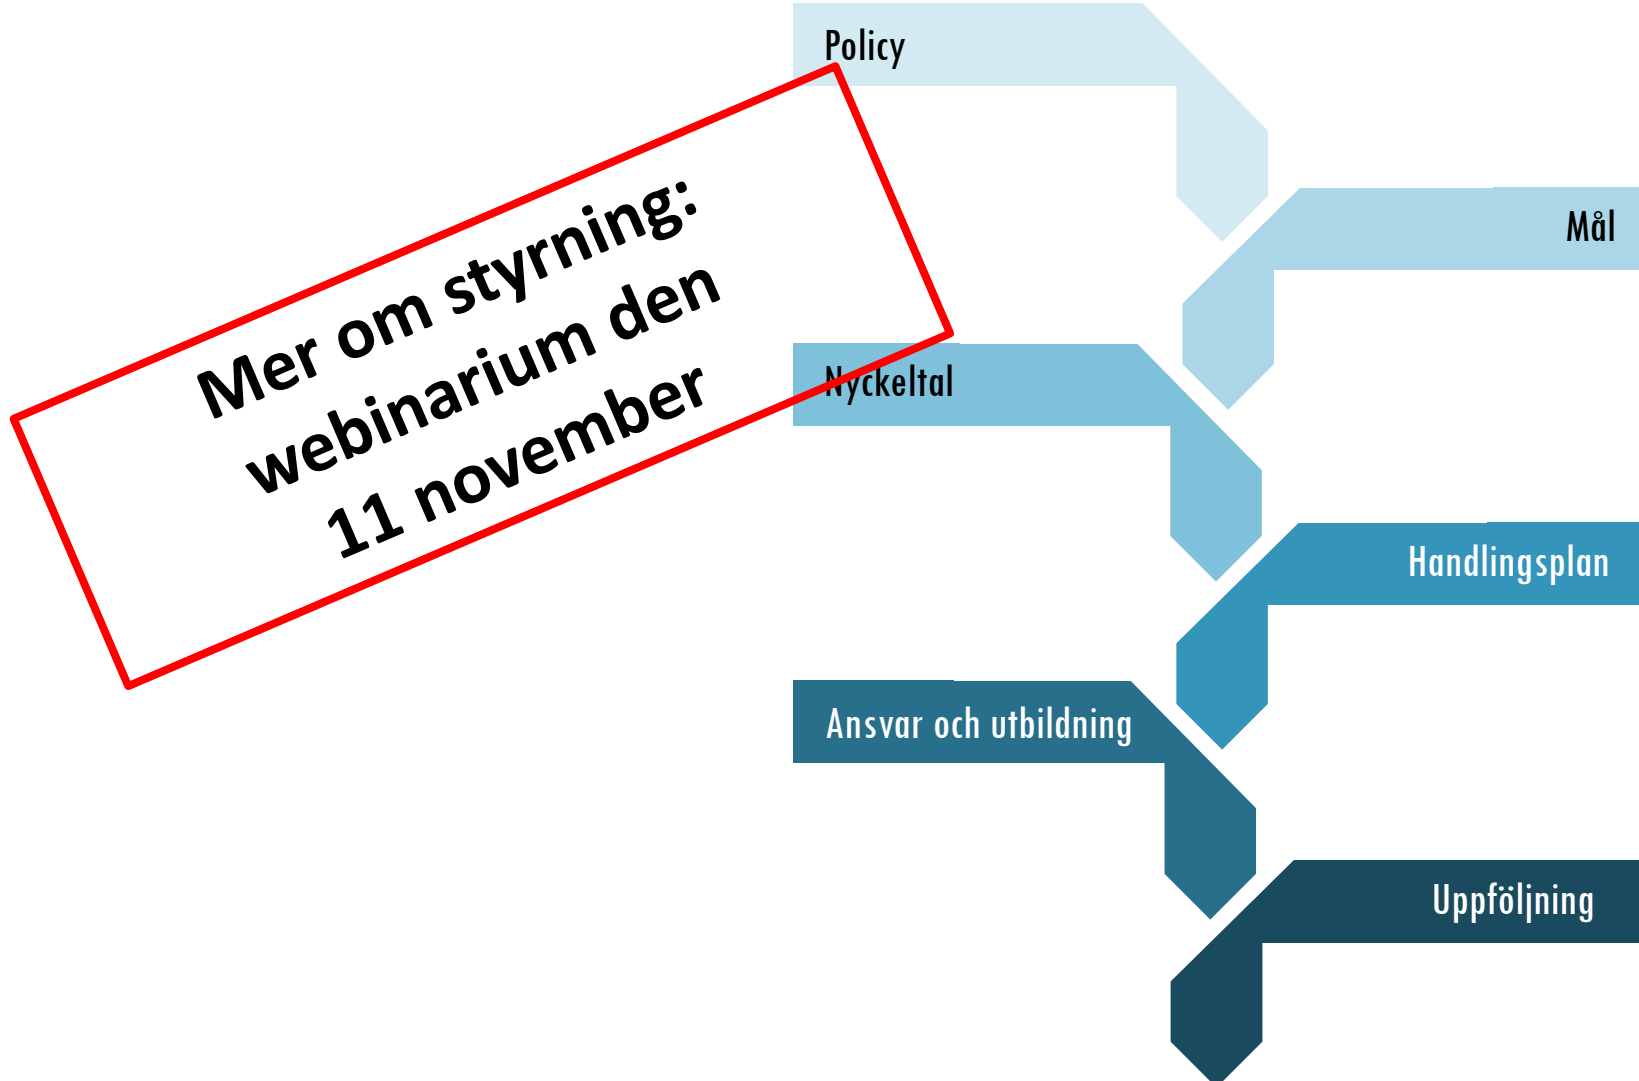 Policy
Mål
Mer om styrning:
webinarium den
11 november
Nyckeltal
Handlingsplan
Ansvar och utbildning
Uppföljning